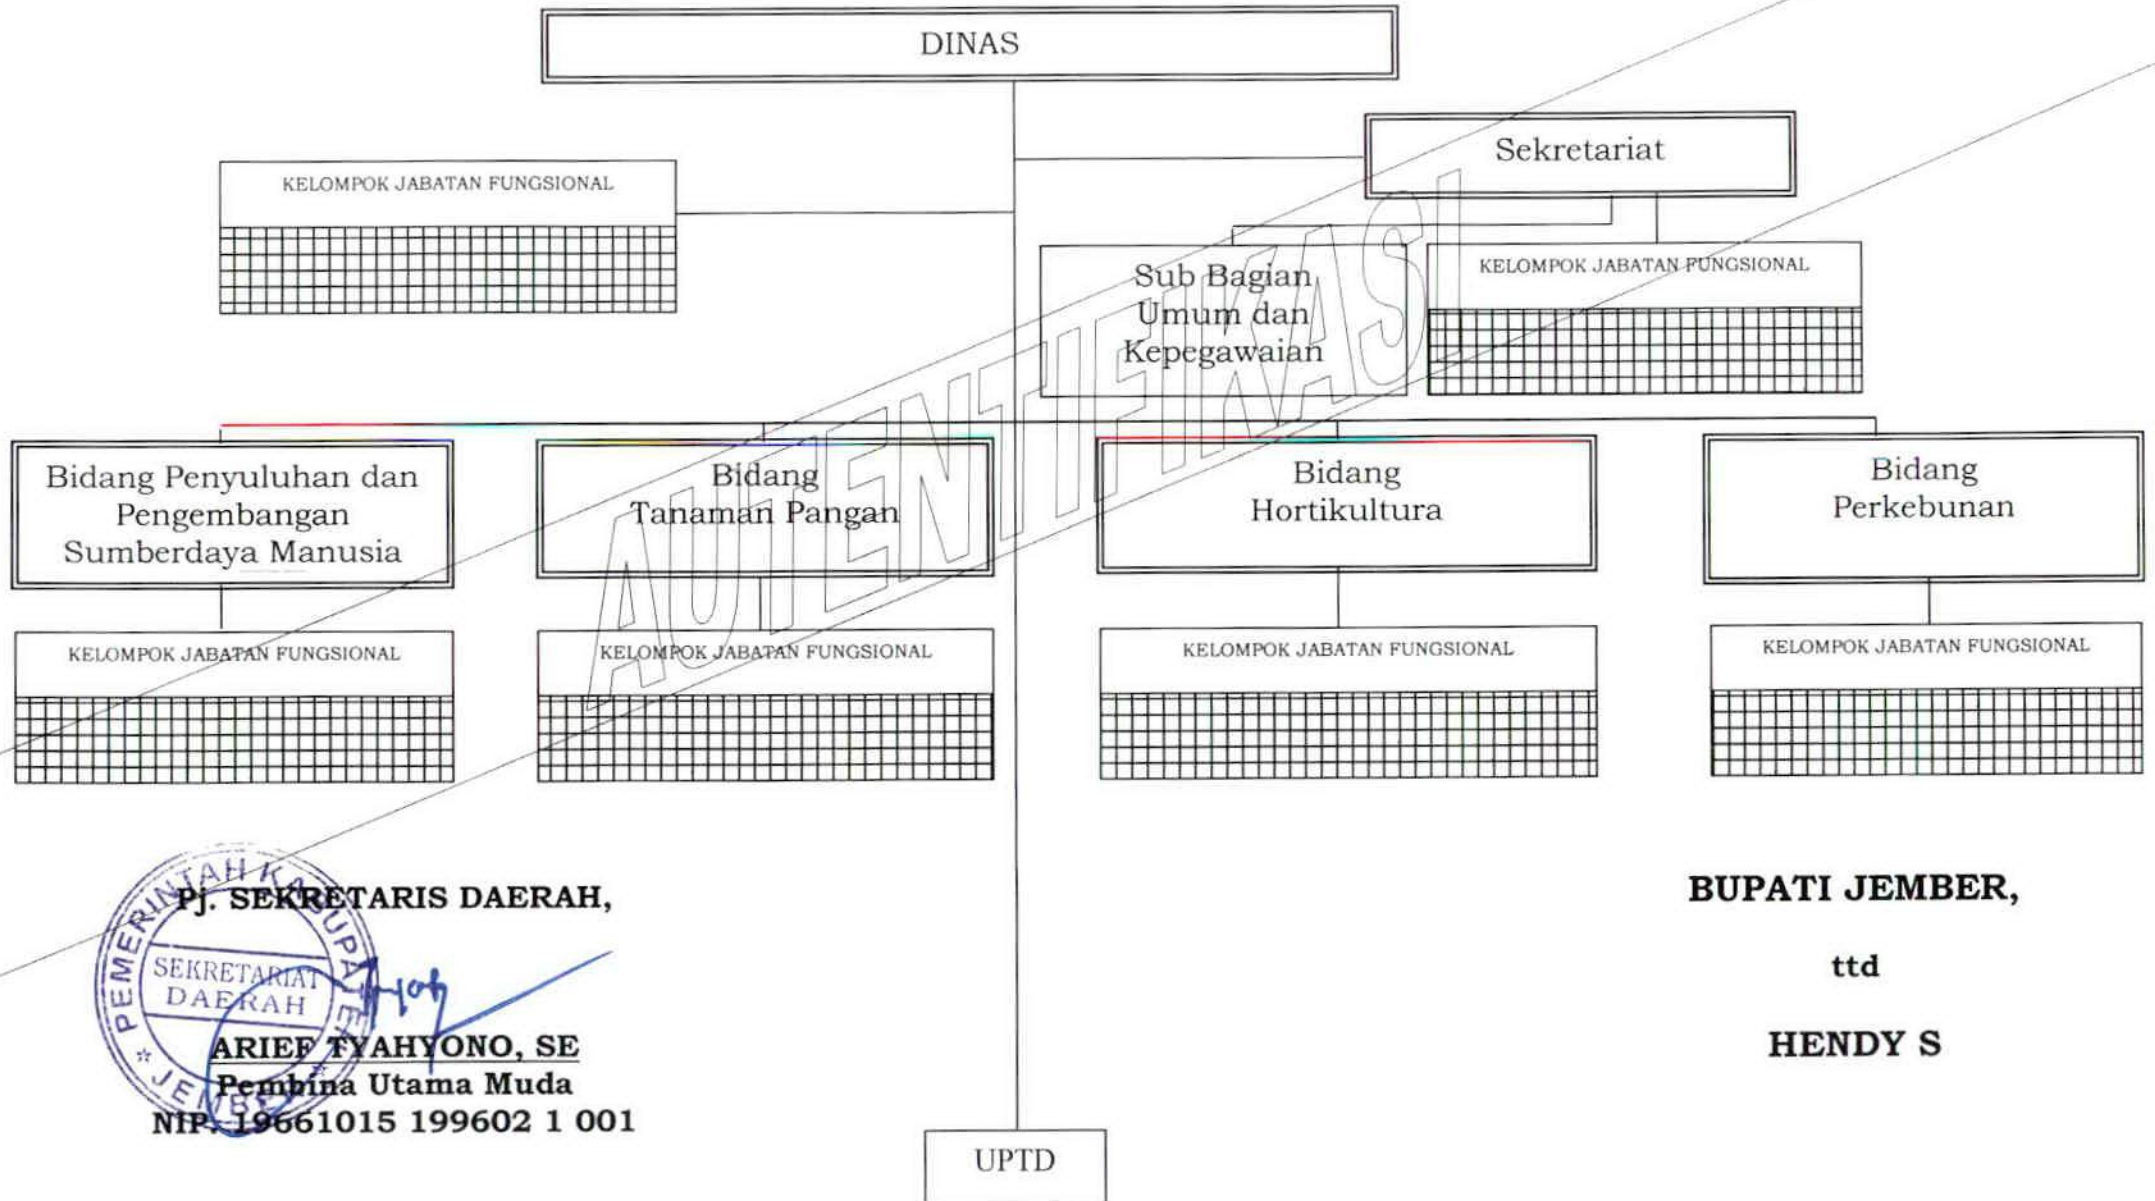 DINAS
Sekretariat
KELOMPOK JABATAN FUNGSIONAL
Sub Bagian
Umum dan
Kepegawaian
KELOMPOK JABATAN FUNGSIONAL
AUTENTIFIKASI
Bidang Penyuluhan dan
Pengembangan
Sumberdaya Manusia
Bidang
Tanaman Pangan
Bidang
Hortikultura
Bidang
Perkebunan
KELOMPOK JABATAN FUNGSIONAL
KELOMPOK JABATAN FUNGSIONAL
KELOMPOK JABATAN FUNGSIONAL
KELOMPOK JABATAN FUNGSIONAL
Pj. SEKRETARIS DAERAH,
PEMERINTAH KABUPATEN
SEKRETARIAT
DAERAH
JEMBER
ARIEF TYAHYONO, SE
Pembina Utama Muda
NIP. 19661015 199602 1 001
BUPATI JEMBER,
ttd
HENDY S
UPTD